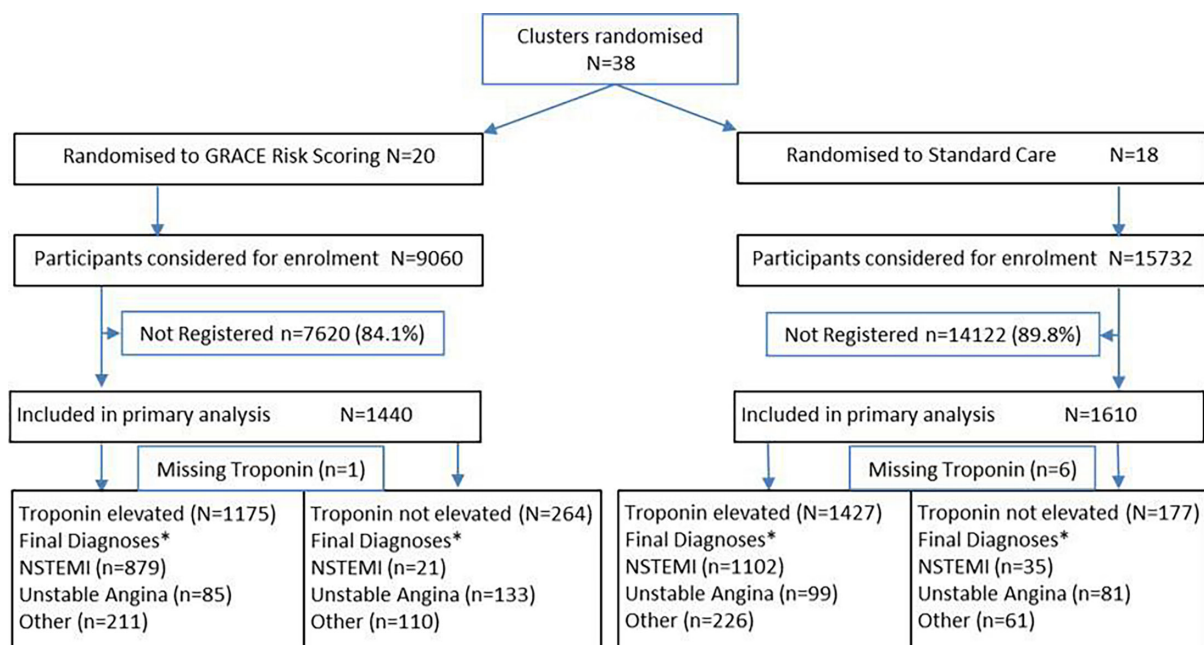 Clusters randomised
N=38
Randomised to GRACE Risk Scoring N=20
Randomised to Standard Care N=18
Participants considered for enrolment N=9060
Participants considered for enrolment N=15732
Not Registered n=7620 (84.1%)
Not Registered n=14122 (89.8%)
Included in primary analysis N=1440
Included in primary analysis N=1610
Missing Troponin (n=1)
Missing Troponin (n=6)
Troponin elevated (N=1175)
Final Diagnoses*
NSTEMI (n=879)
Unstable Angina (n=85)
Other (n=211)
Troponin not elevated (N=264)
Final Diagnoses*
NSTEMI (n=21)
Unstable Angina (n=133)
Other (n=110)
Troponin elevated (N=1427)
Final Diagnoses*
NSTEMI (n=1102)
Unstable Angina (n=99)
Other (n=226)
Troponin not elevated (N=177)
Final Diagnoses*
NSTEMI (n=35)
Unstable Angina (n=81)
Other (n=61)